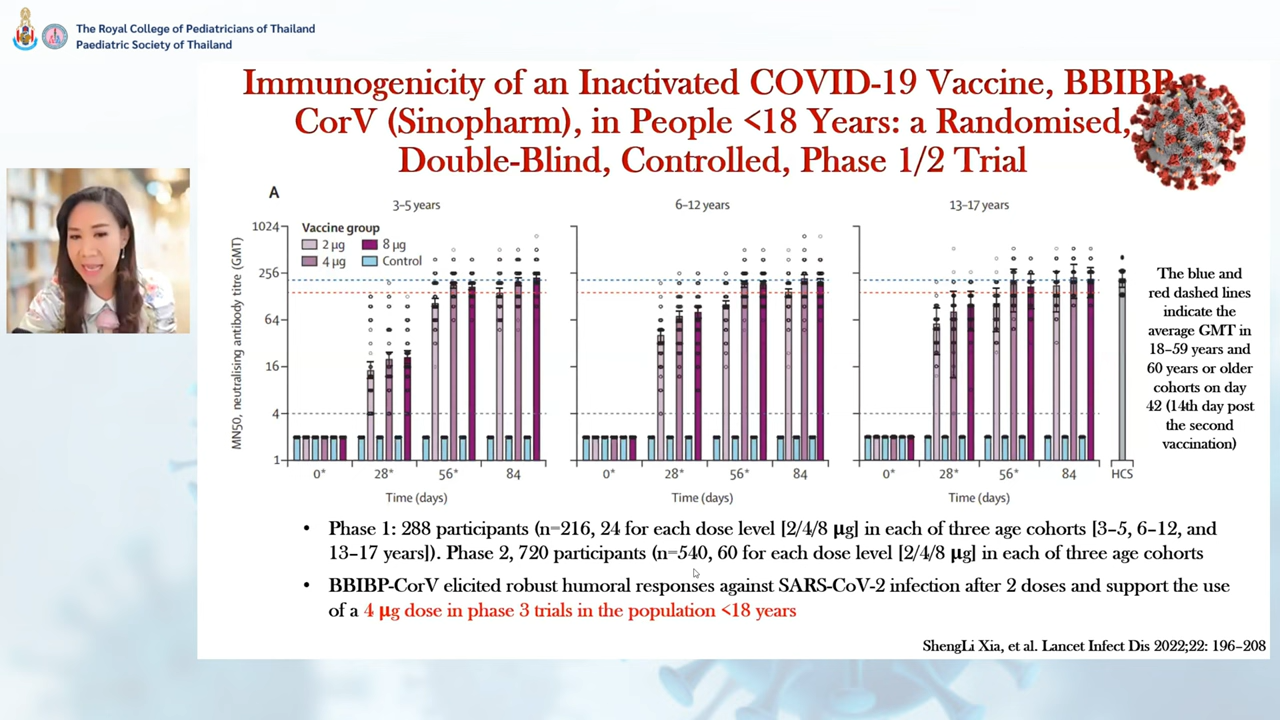 The Royal College of Pediatricians of Thailand
Paediatric Society of Thailand
Immunogenicity of an Inactivated COVID-19 Vaccine, BBIBP-
CorV (Sinopharm), in People <18 Years: a Randomised,
Double-Blind, Controlled, Phase 1/2 Trial
A
3–5 years
6–12 years
13–17 years
Vaccine group
2 µg
8 µg
4 µg
Control
MN50, neutralising antibody titre (GMT)
1024
256
64
16
4
1
0* 28* 56* 84
0* 28* 56* 84
0* 28* 56* 84 HCS
Time (days)
Time (days)
Time (days)
The blue and
red dashed lines
indicate the
average GMT in
18–59 years and
60 years or older
cohorts on day
42 (14th day post
the second
vaccination)
• Phase 1: 288 participants (n=216, 24 for each dose level [2/4/8 µg] in each of three age cohorts [3–5, 6–12, and
13–17 years]). Phase 2, 720 participants (n=540, 60 for each dose level [2/4/8 µg] in each of three age cohorts
• BBIBP-CorV elicited robust humoral responses against SARS-CoV-2 infection after 2 doses and support the use
of a 4 µg dose in phase 3 trials in the population <18 years
ShengLi Xia, et al. Lancet Infect Dis 2022;22: 196–208